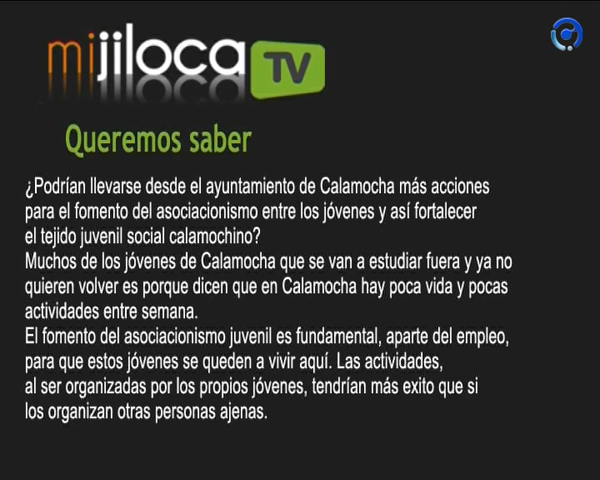 mijiloca TV
Queremos saber
¿Podrían llevarse desde el ayuntamiento de Calamocha más acciones
para el fomento del asociacionismo entre los jóvenes y así fortalecer
el tejido juvenil social calamochino?
Muchos de los jóvenes de Calamocha que se van a estudiar fuera y ya no
quieren volver es porque dicen que en Calamocha hay poca vida y pocas
actividades entre semana.
El fomento del asociacionismo juvenil es fundamental, aparte del empleo,
para que estos jóvenes se queden a vivir aquí. Las actividades,
al ser organizadas por los propios jóvenes, tendrían más exito que si
los organizan otras personas ajenas.